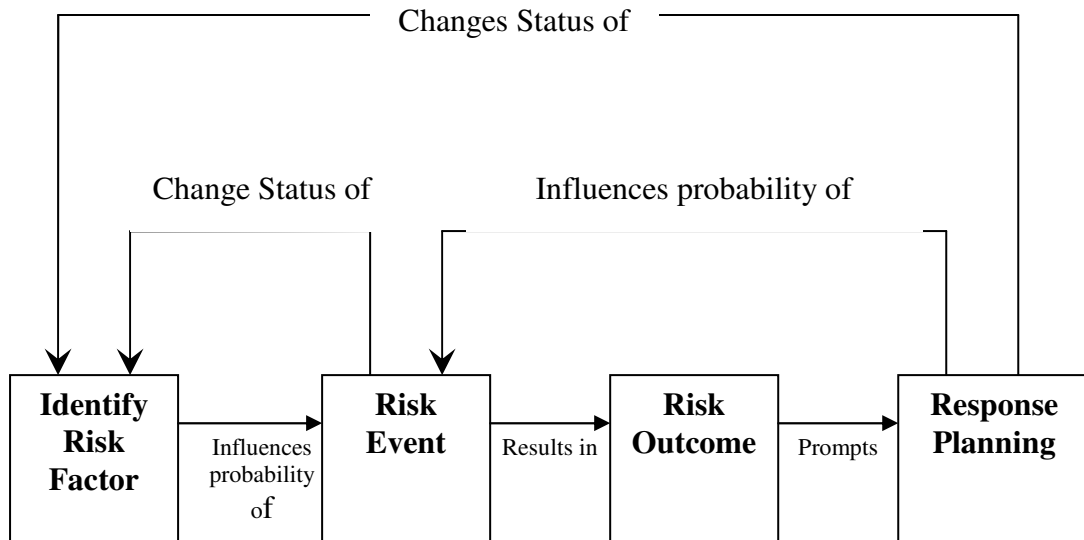 Changes Status of
Change Status of
Influences probability of
Identify
Risk
Factor
Influences
probability
of
Risk
Event
Results in
Risk
Outcome
Prompts
Response
Planning